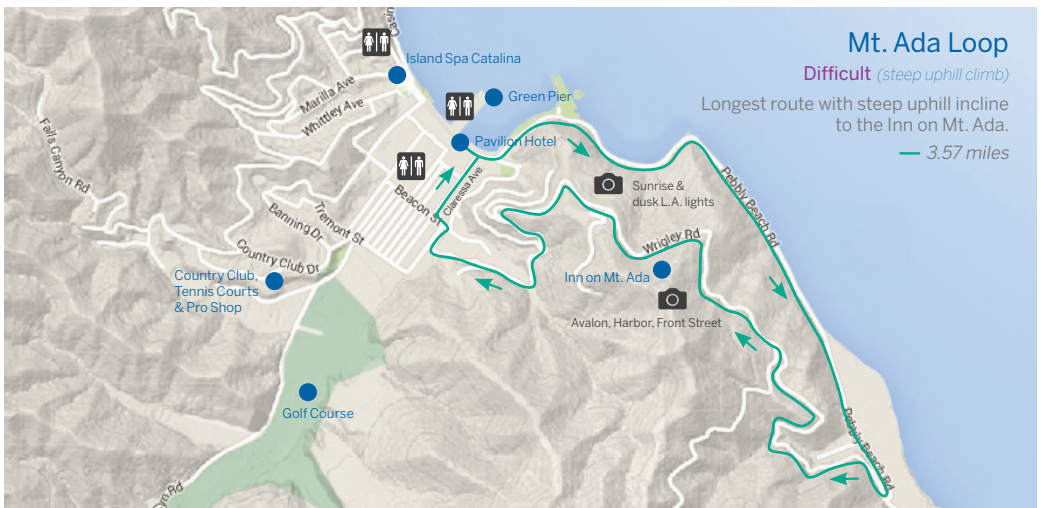 Mt. Ada Loop
Difficult (steep uphill climb)
Longest route with steep uphill incline
to the Inn on Mt. Ada.
3.57 miles
Island Spa Catalina
Green Pier
Pavilion Hotel
Marilla Ave
Whittley Ave
Falls Canyon Rd
Beacon St
Claressa Ave
Tremont St
Banning Dr
Country Club Dr
Country Club,
Tennis Courts
& Pro Shop
Golf Course
Sunrise &
dusk L.A. lights
Wrigley Rd
Inn on Mt. Ada
Avalon, Harbor, Front Street
Pebbly Beach Rd
Pebbly Beach Rd
Rd